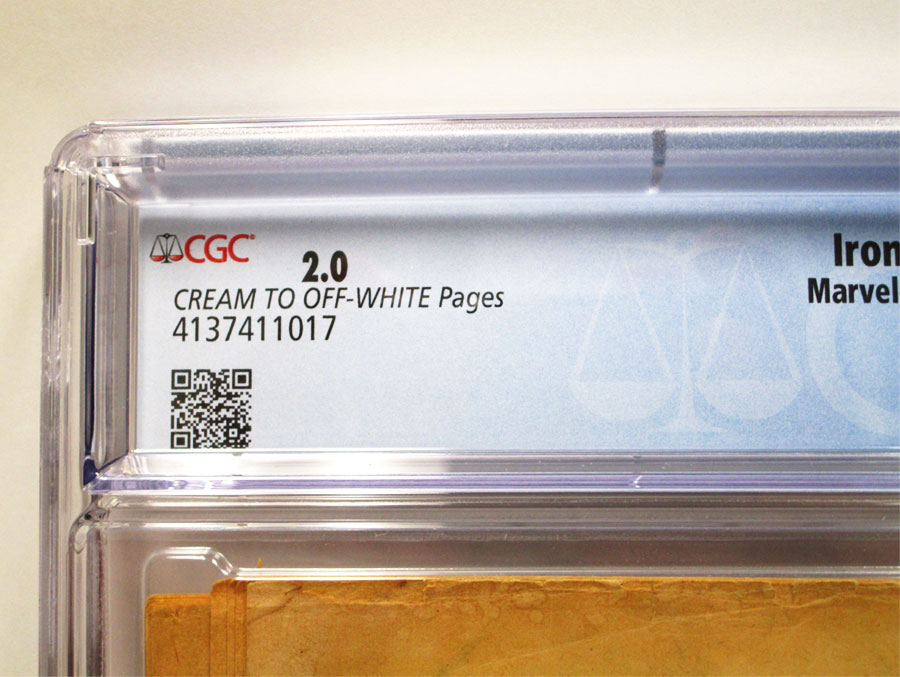 CGC®
2.0
CREAM TO OFF-WHITE Pages
4137411017
Iron
Marvel